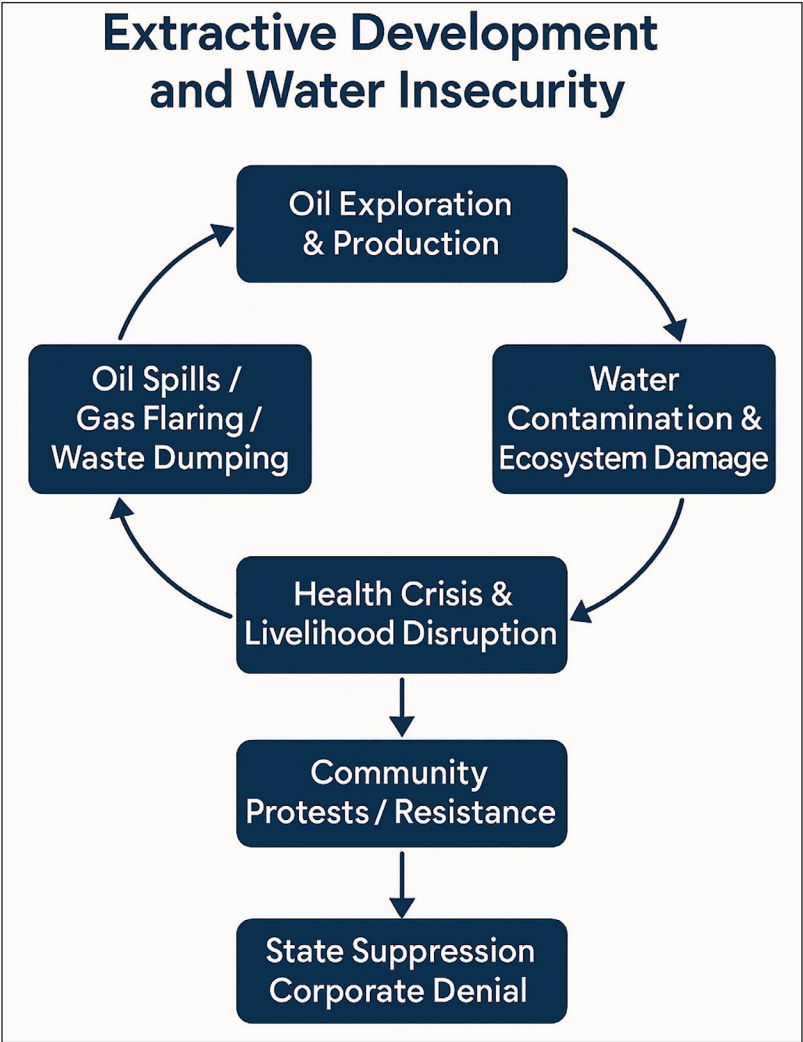 Extractive Development
and Water Insecurity
Oil Exploration
& Production
Oil Spills /
Gas Flaring /
Waste Dumping
Water
Contamination &
Ecosystem Damage
Health Crisis &
Livelihood Disruption
Community
Protests / Resistance
State Suppression
Corporate Denial